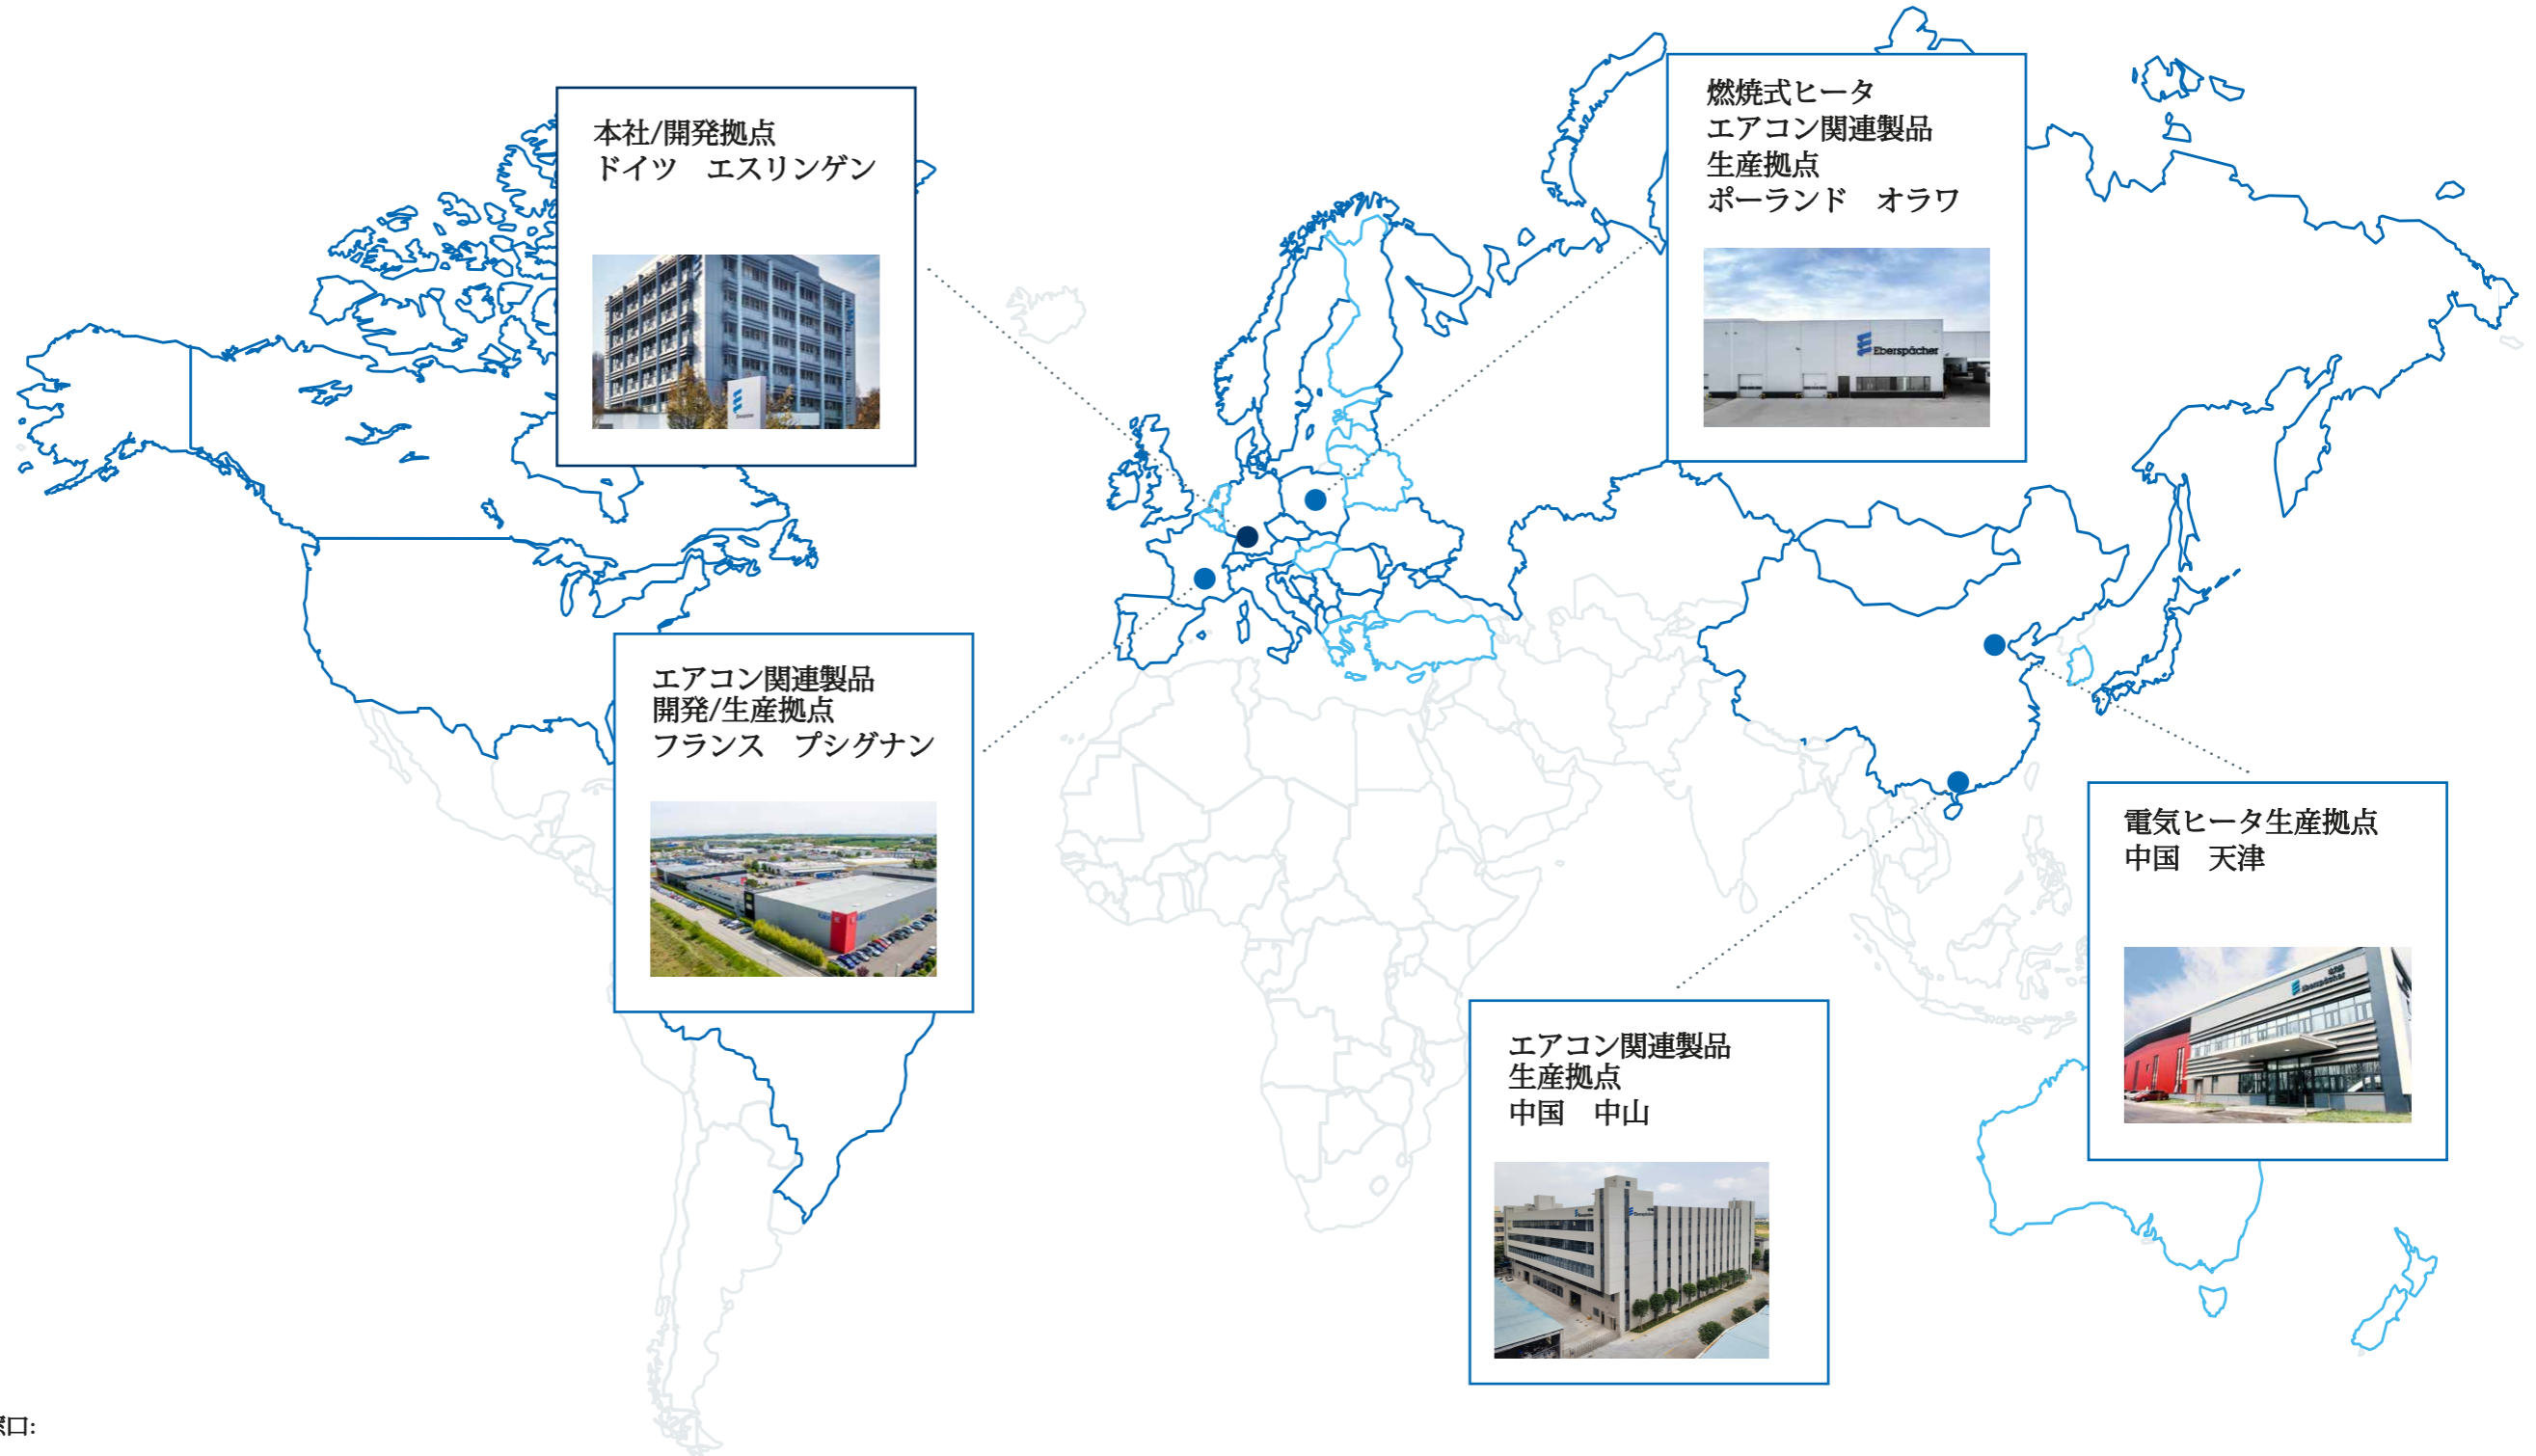 本社/開発拠点
ドイツ　エスリンゲン
燃焼式ヒータ
エアコン関連製品
生産拠点
ポーランド　オラワ
Eberspächer
エアコン関連製品
開発/生産拠点
フランス　プシグナン
電気ヒータ生産拠点
中国　天津
Eberspächer
エアコン関連製品
生産拠点
中国　中山
窓口: